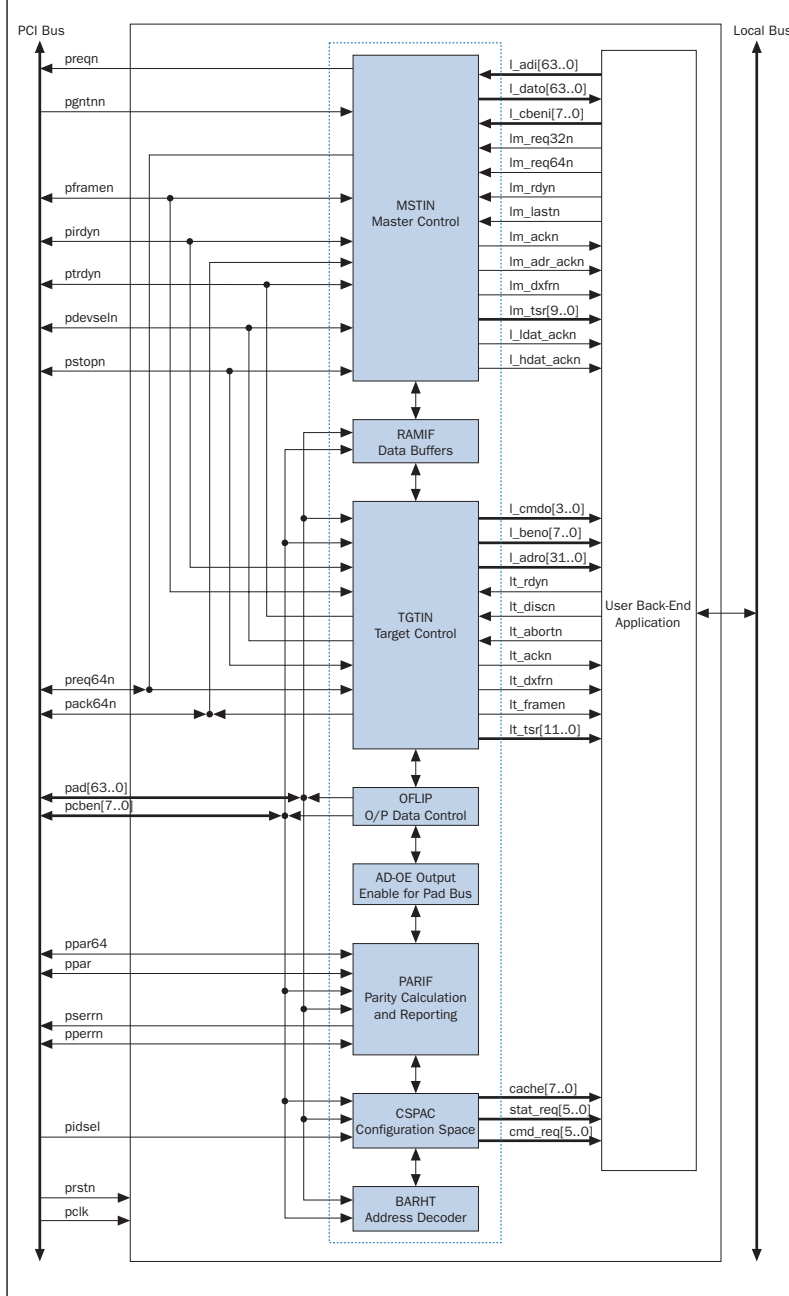 PCI Bus
Local Bus
preqn
pgntnn
pframen
pirdyn
ptrdyn
pdevseln
pstopn
MSTIN
Master Control
l_adi[63..0]
l_dato[63..0]
l_cbeni[7..0]
lm_req32n
lm_req64n
lm_rdyn
lm_lastn
lm_ackn
lm_adr_ackn
lm_dxfrn
lm_tsr[9..0]
l_ldat_ackn
l_hdat_ackn
RAMIF
Data Buffers
TGTIN
Target Control
l_cmdo[3..0]
l_beno[7..0]
l_adro[31..0]
lt_rdyn
lt_discn
lt_abortn
lt_ackn
lt_dxfrn
lt_framen
lt_tsr[11..0]
User Back-End
Application
preq64n
pack64n
pad[63..0]
pcben[7..0]
OFLIP
O/P Data Control
AD-OE Output
Enable for Pad Bus
ppar64
ppar
pserrn
pperrn
PARIF
Parity Calculation
and Reporting
pidsel
CSPAC
Configuration Space
cache[7..0]
stat_req[5..0]
cmd_req[5..0]
prstn
pclk
BARHT
Address Decoder